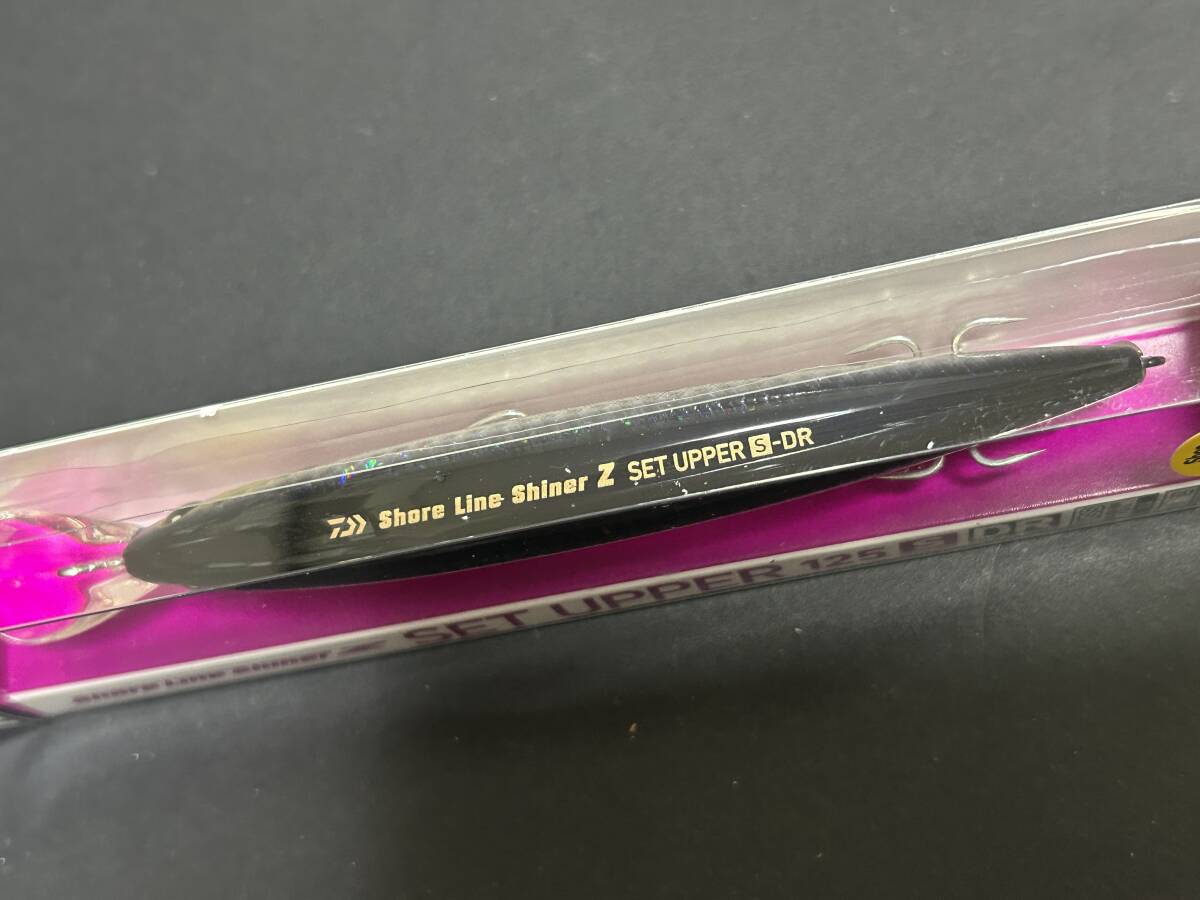 Shore Line Shiner Z SET UPPER S-DR
Shore Line Shiner Z SET UPPER 125 S DR